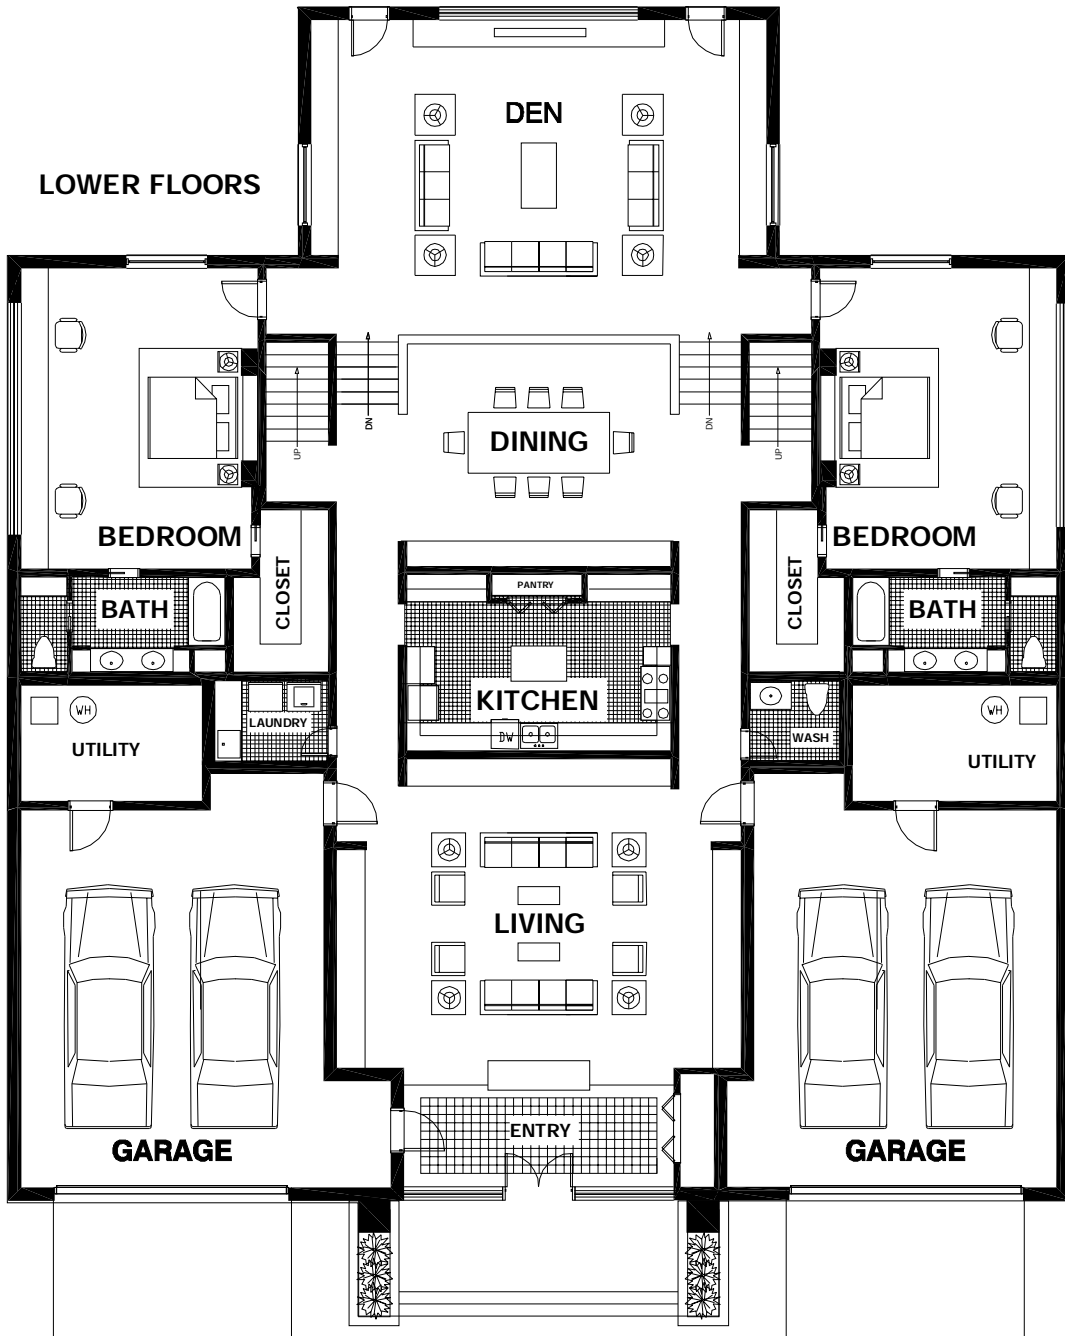 DEN
LOWER FLOORS
DN
DN
UP
UP
DINING
BEDROOM
BEDROOM
CLOSET
CLOSET
PANTRY
BATH
BATH
KITCHEN
WH
WH
LAUNDRY
DW
WASH
UTILITY
UTILITY
LIVING
ENTRY
GARAGE
GARAGE